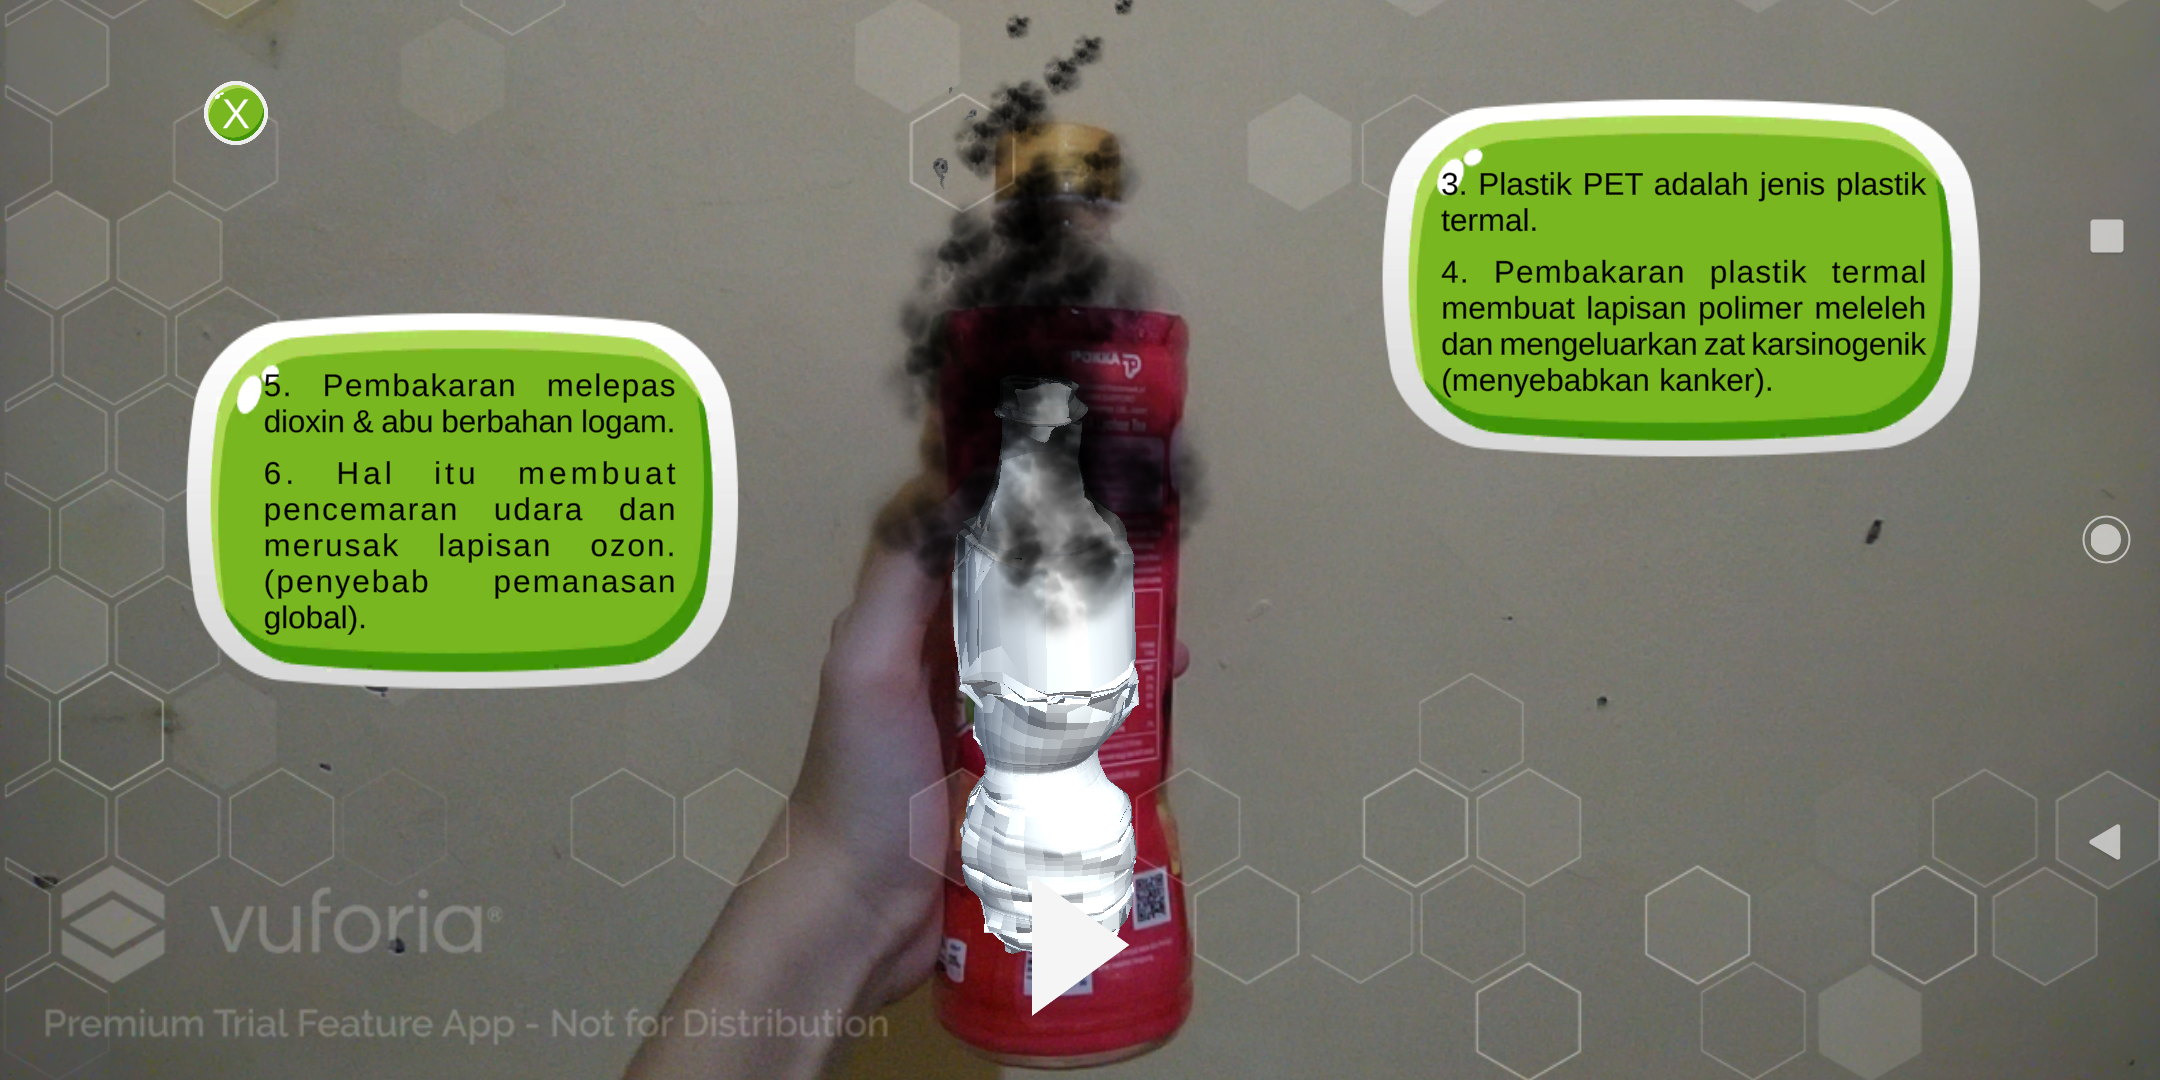 X
3. Plastik PET adalah jenis plastik
termal.
4. Pembakaran plastik termal
membuat lapisan polimer meleleh
dan mengeluarkan zat karsinogenik
(menyebabkan kanker).
5. Pembakaran melepas
dioxin & abu berbahan logam.
6. Hal itu membuat
pencemaran udara dan
merusak lapisan ozon.
(penyebab pemanasan
global).
POKKA
vuforia®
Premium Trial Feature App - Not for Distribution